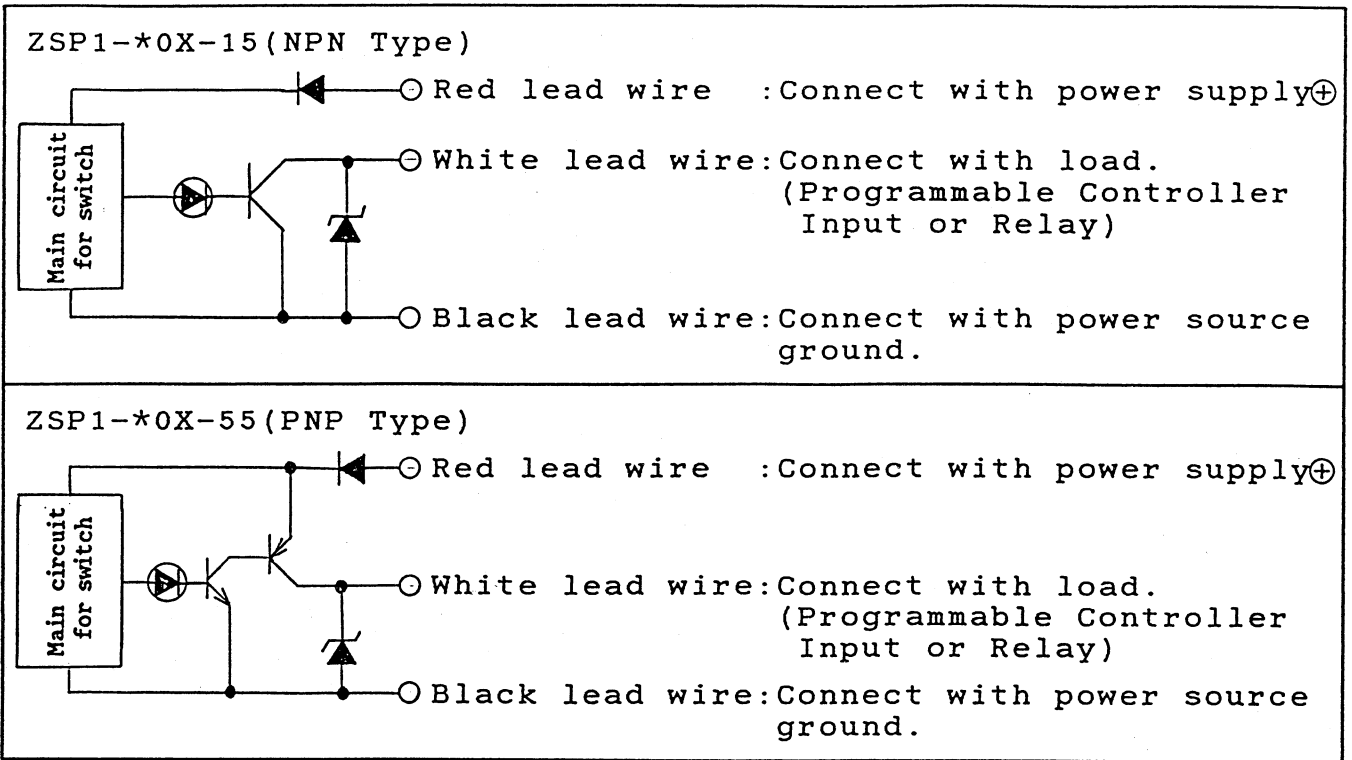 ZSP1-*0X-15(NPN Type)
Red lead wire :Connect with power supply⊕
Main circuit
for switch
White lead wire:Connect with load.
(Programmable Controller
Input or Relay)
Black lead wire:Connect with power source
ground.
ZSP1-*0X-55(PNP Type)
Red lead wire :Connect with power supply⊕
Main circuit
for switch
White lead wire:Connect with load.
(Programmable Controller
Input or Relay)
Black lead wire:Connect with power source
ground.